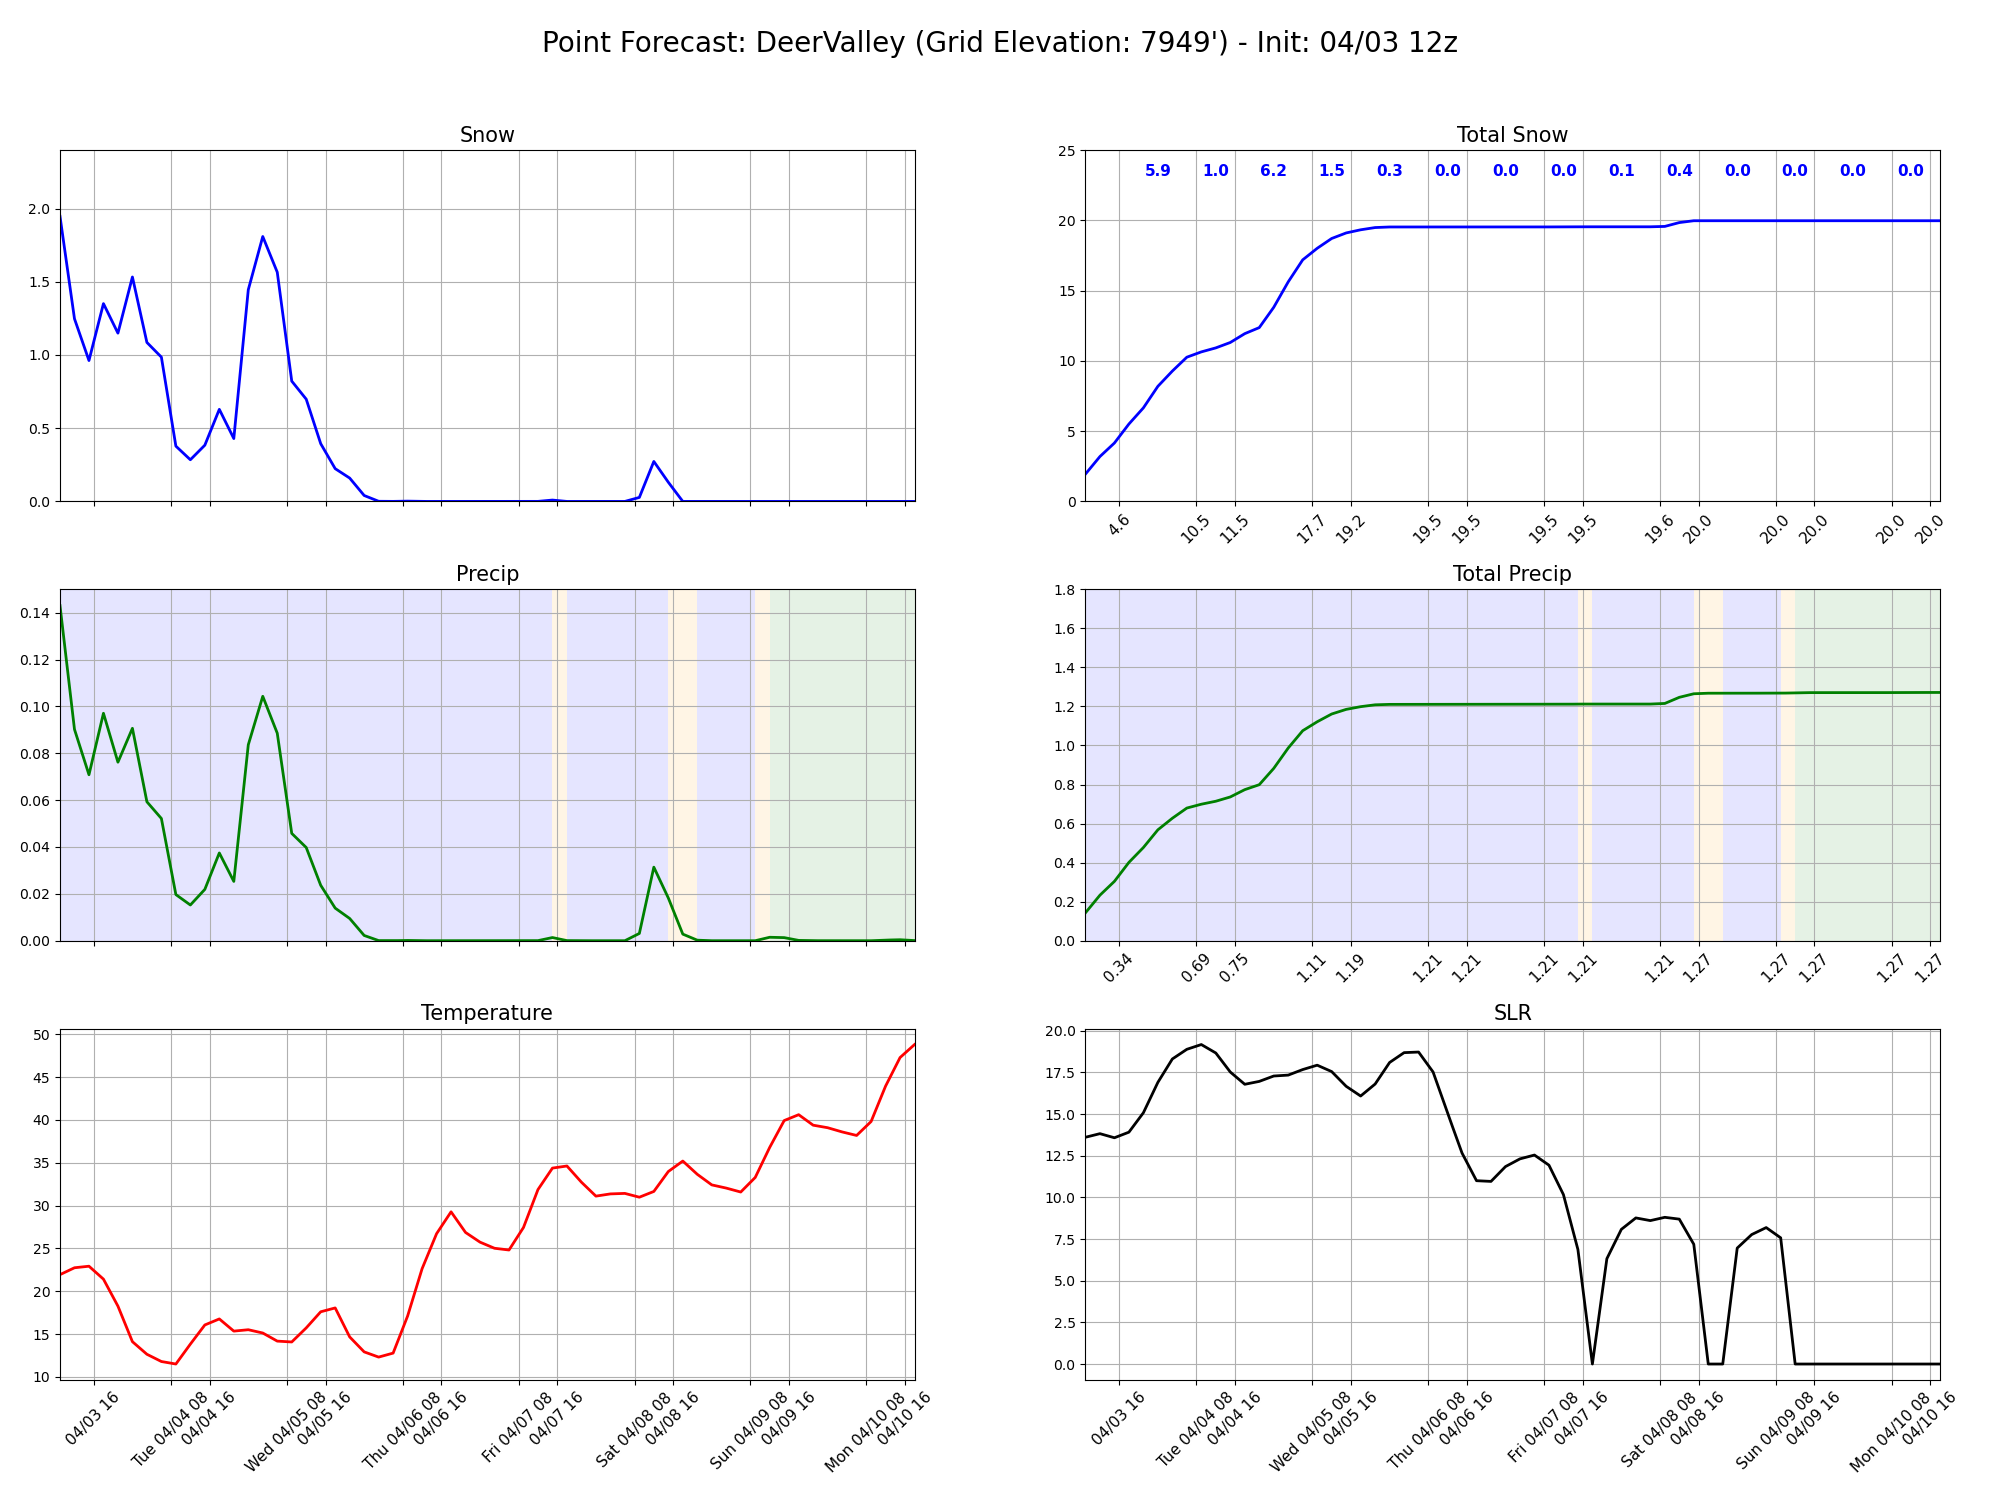 Point Forecast: DeerValley (Grid Elevation: 7949') - Init: 04/03 12z
Snow
2.0
1.5
1.0
0.5
0.0
Total Snow
25
20
15
10
5
0
5.9 1.0 6.2 1.5 0.3 0.0 0.0 0.0 0.1 0.4 0.0 0.0 0.0 0.0
4.6 10.5 11.5 17.7 19.2 19.5 19.5 19.5 19.5 19.6 20.0 20.0 20.0 20.0 20.0
Precip
0.14
0.12
0.10
0.08
0.06
0.04
0.02
0.00
Total Precip
1.8
1.6
1.4
1.2
1.0
0.8
0.6
0.4
0.2
0.0
0.34 0.69 0.75 1.11 1.19 1.21 1.21 1.21 1.21 1.21 1.27 1.27 1.27 1.27 1.27
Temperature
50
45
40
35
30
25
20
15
10
04/03 16
Tue 04/04 08
04/04 16
Wed 04/05 08
04/05 16
Thu 04/06 08
04/06 16
Fri 04/07 08
04/07 16
Sat 04/08 08
04/08 16
Sun 04/09 08
04/09 16
Mon 04/10 08
04/10 16
SLR
20.0
17.5
15.0
12.5
10.0
7.5
5.0
2.5
0.0
04/03 16
Tue 04/04 08
04/04 16
Wed 04/05 08
04/05 16
Thu 04/06 08
04/06 16
Fri 04/07 08
04/07 16
Sat 04/08 08
04/08 16
Sun 04/09 08
04/09 16
Mon 04/10 08
04/10 16